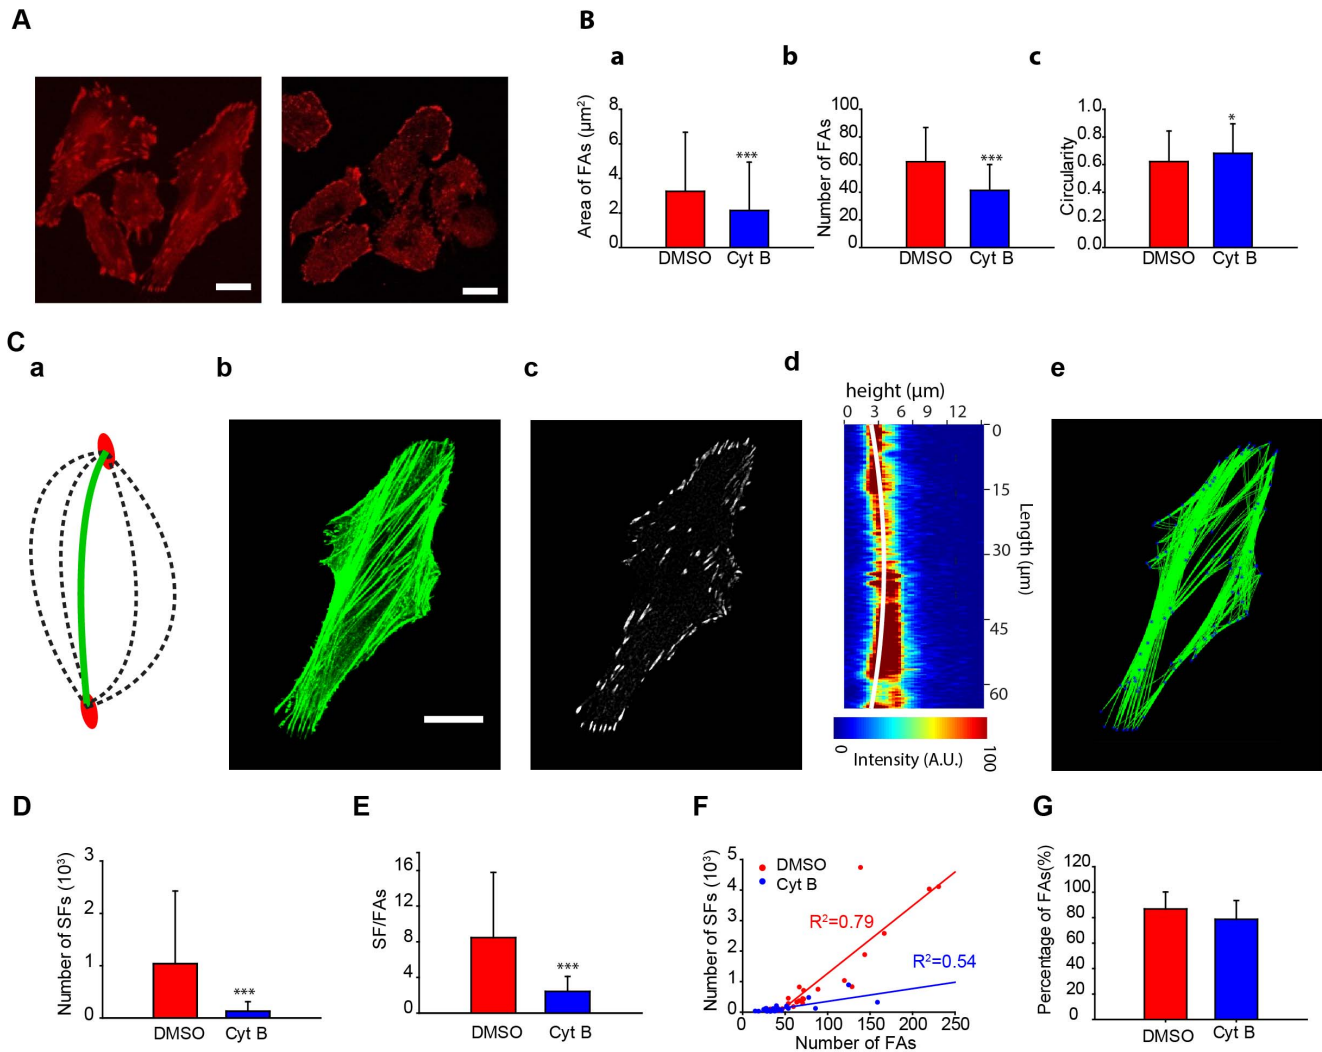 A
B
a
b
c
Area of FAs (µm²)
8
6
4
2
0
***
DMSO
Cyt B
Number of FAs
100
80
60
40
20
0
***
DMSO
Cyt B
Circularity
1.0
0.8
0.6
0.4
0.2
0.0
*
DMSO
Cyt B
C
a
b
c
d
e
height (µm)
0 3 6 9 12
0
15
30
45
60
Length (µm)
0
100
Intensity (A.U.)
D
E
F
G
Number of SFs (10³)
3
2
1
0
***
DMSO
Cyt B
SF/FAs
16
12
8
4
0
***
DMSO
Cyt B
Number of SFs (10³)
5
4
3
2
1
0
DMSO
Cyt B
R²=0.79
R²=0.54
0 50 100 150 200 250
Number of FAs
Percentage of FAs(%)
120
100
80
60
40
20
0
DMSO
Cyt B